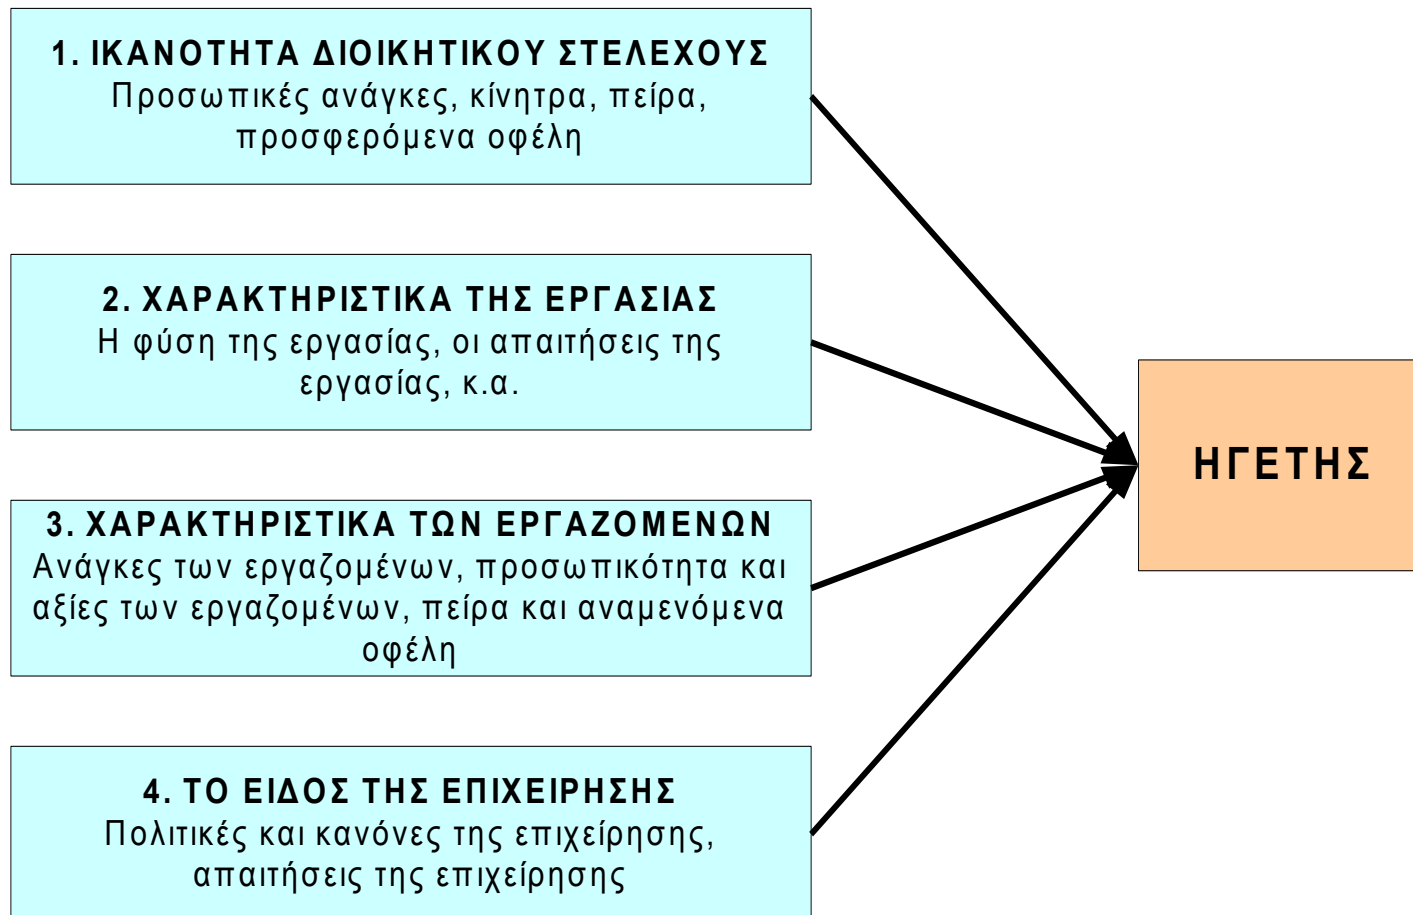 1. ΙΚΑΝΟΤΗΤΑ ΔΙΟΙΚΗΤΙΚΟΥ ΣΤΕΛΕΧΟΥΣ
Προσωπικές ανάγκες, κίνητρα, πείρα,
προσφερόμενα οφέλη
2. ΧΑΡΑΚΤΗΡΙΣΤΙΚΑ ΤΗΣ ΕΡΓΑΣΙΑΣ
Η φύση της εργασίας, οι απαιτήσεις της
εργασίας, κ.α.
3. ΧΑΡΑΚΤΗΡΙΣΤΙΚΑ ΤΩΝ ΕΡΓΑΖΟΜΕΝΩΝ
Ανάγκες των εργαζομένων, προσωπικότητα και
αξίες των εργαζομένων, πείρα και αναμενόμενα
οφέλη
4. ΤΟ ΕΙΔΟΣ ΤΗΣ ΕΠΙΧΕΙΡΗΣΗΣ
Πολιτικές και κανόνες της επιχείρησης,
απαιτήσεις της επιχείρησης
ΗΓΕΤΗΣ